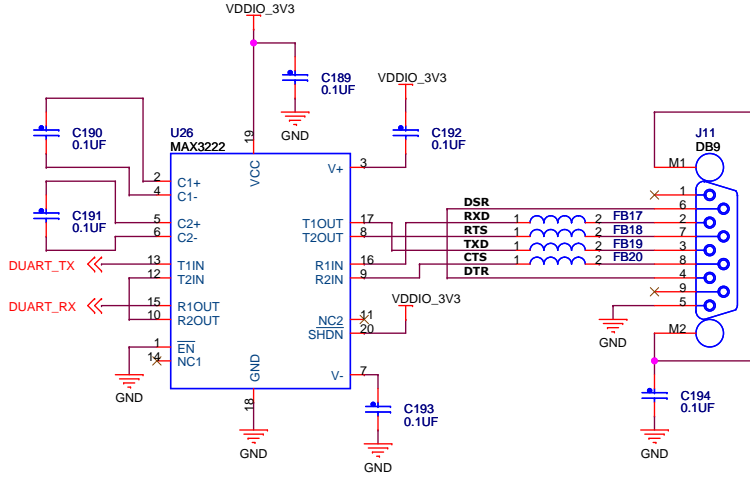 VDDIO_3V3
C189
0.1UF
GND
VDDIO_3V3
C192
0.1UF
C190
0.1UF
C191
0.1UF
U26
MAX3222
19
VCC
V+
3
2
C1+
4
C1-
5
C2+
6
C2-
DUART_TX
13
T1IN
12
T2IN
DUART_RX
15
R1OUT
10
R2OUT
1
EN
14
NC1
GND
T1OUT
17
T2OUT
8
R1IN
16
R2IN
9
NC2
11
SHDN
20
VDDIO_3V3
V-
7
GND
18
GND
C193
0.1UF
GND
DSR
RXD
1
2
FB17
RTS
1
2
FB18
TXD
1
2
FB19
CTS
1
2
FB20
DTR
J11
DB9
M1
1
6
2
7
3
8
4
9
5
M2
GND
C194
0.1UF
GND